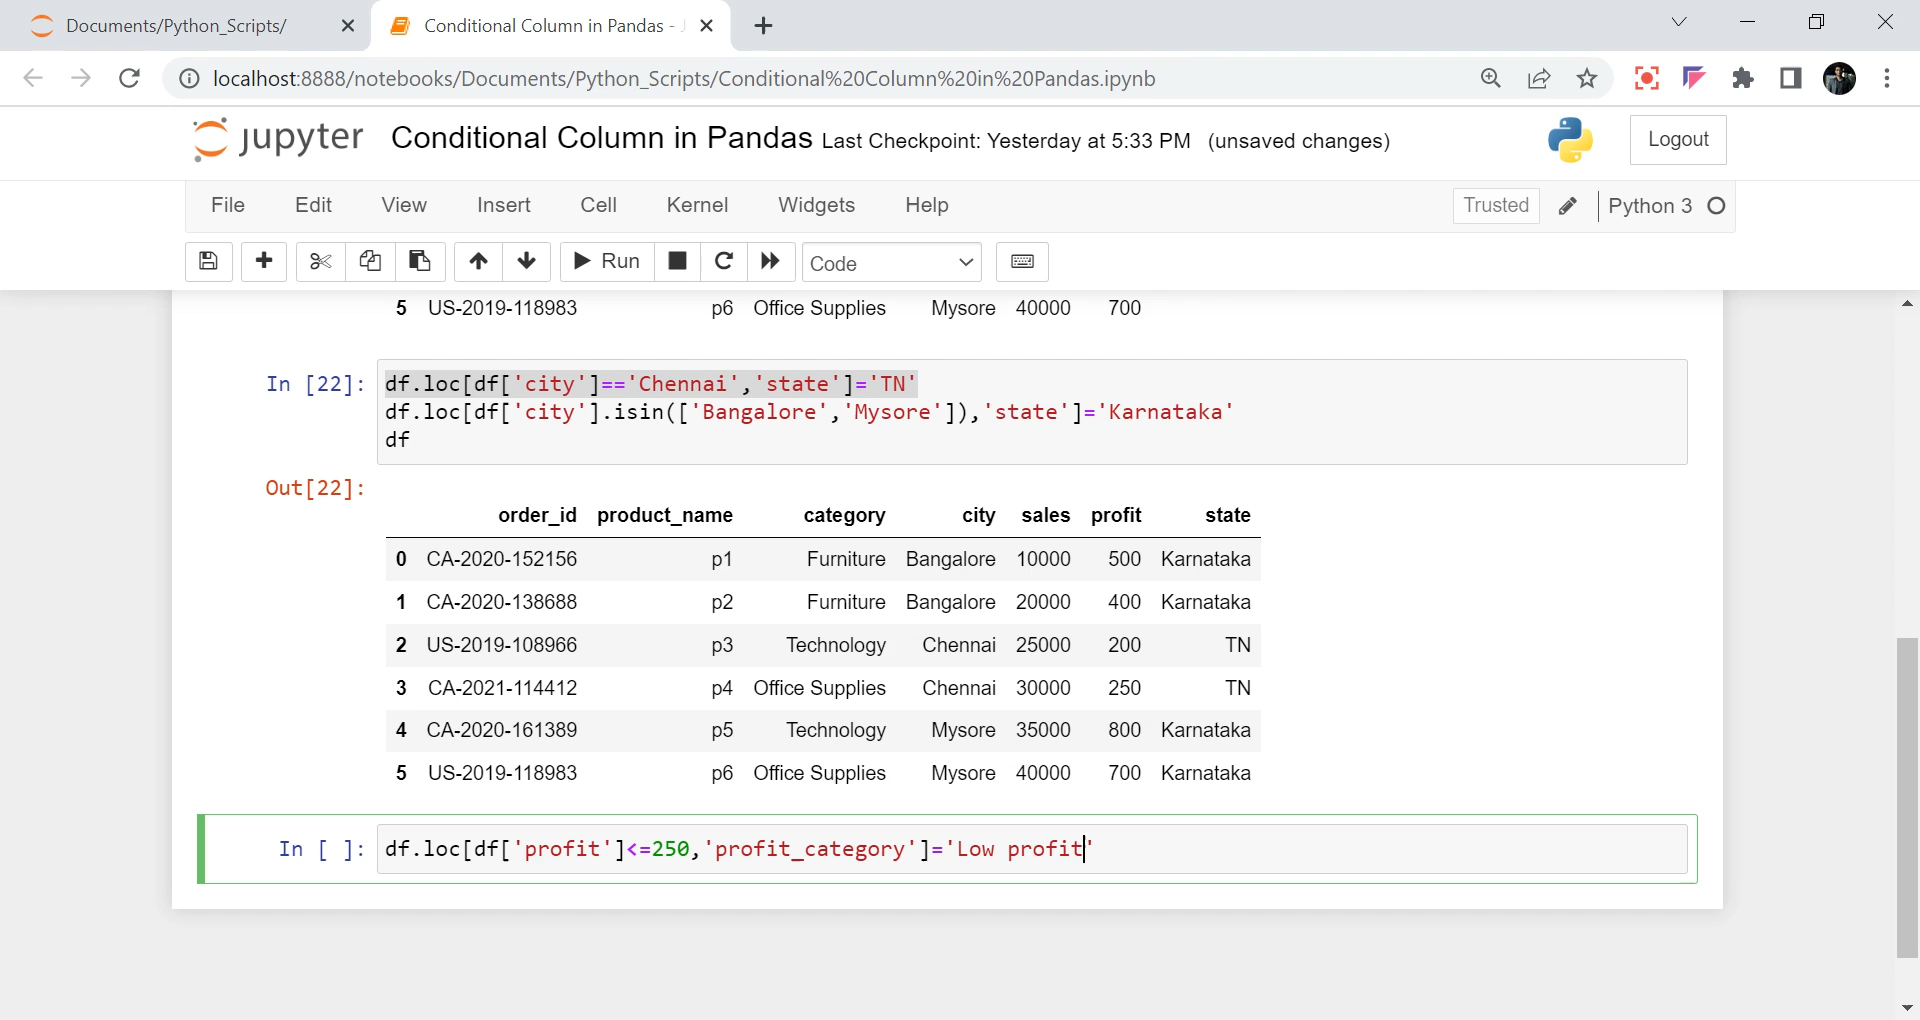 Documents/Python_Scripts/
Conditional Column in Pandas -
localhost:8888/notebooks/Documents/Python_Scripts/Conditional%20Column%20in%20Pandas.ipynb
jupyter Conditional Column in Pandas Last Checkpoint: Yesterday at 5:33 PM (unsaved changes)
Logout
File Edit View Insert Cell Kernel Widgets Help Trusted Python 3
Run Code
5 US-2019-118983 p6 Office Supplies Mysore 40000 700
In [22]: df.loc[df['city']=='Chennai','state']='TN'
df.loc[df['city'].isin(['Bangalore','Mysore']),'state']='Karnataka'
df
Out[22]:
order_id product_name category city sales profit state
0 CA-2020-152156 p1 Furniture Bangalore 10000 500 Karnataka
1 CA-2020-138688 p2 Furniture Bangalore 20000 400 Karnataka
2 US-2019-108966 p3 Technology Chennai 25000 200 TN
3 CA-2021-114412 p4 Office Supplies Chennai 30000 250 TN
4 CA-2020-161389 p5 Technology Mysore 35000 800 Karnataka
5 US-2019-118983 p6 Office Supplies Mysore 40000 700 Karnataka
In [ ]: df.loc[df['profit']<=250,'profit_category']='Low profit'